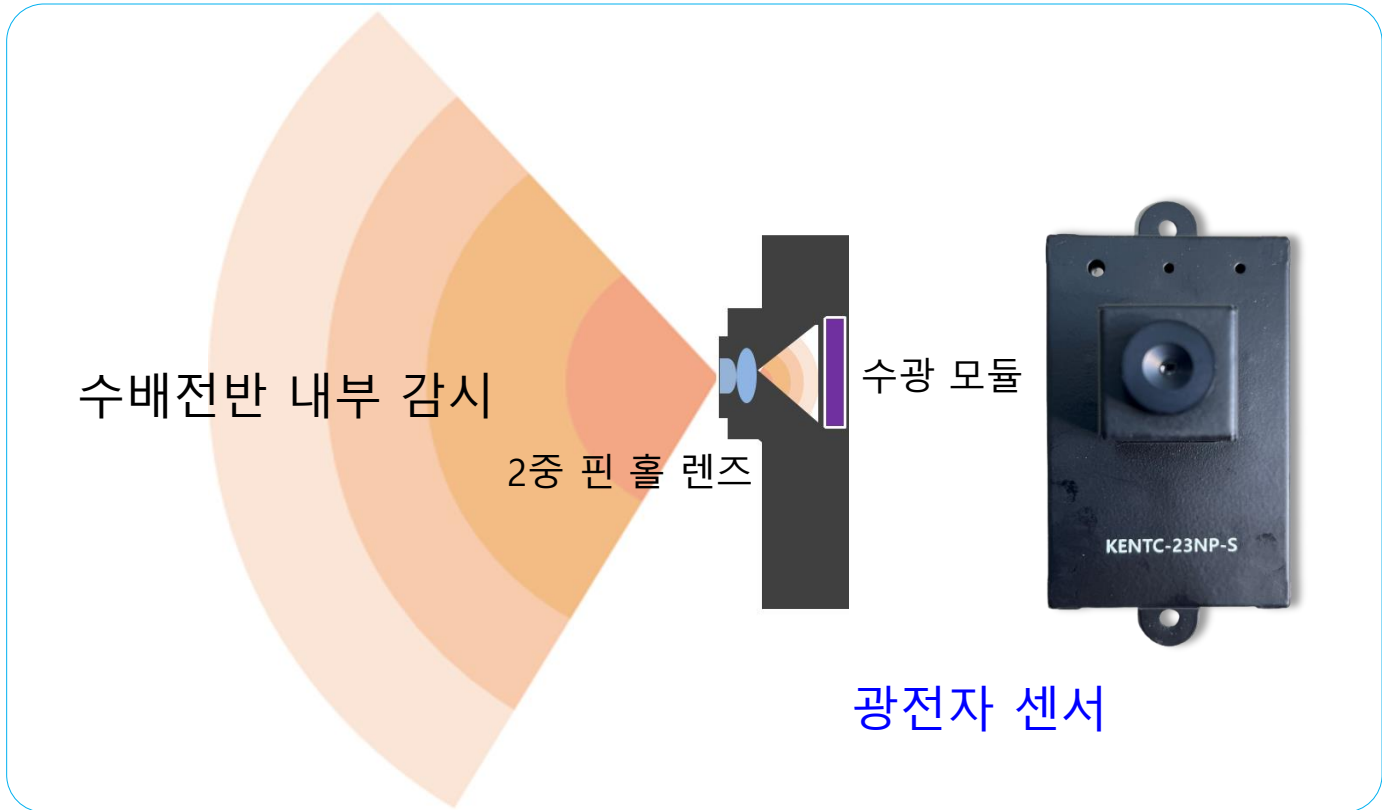 수배전반 내부 감시
2중 핀 홀 렌즈
수광 모듈
KENTC-23NP-S
광전자 센서